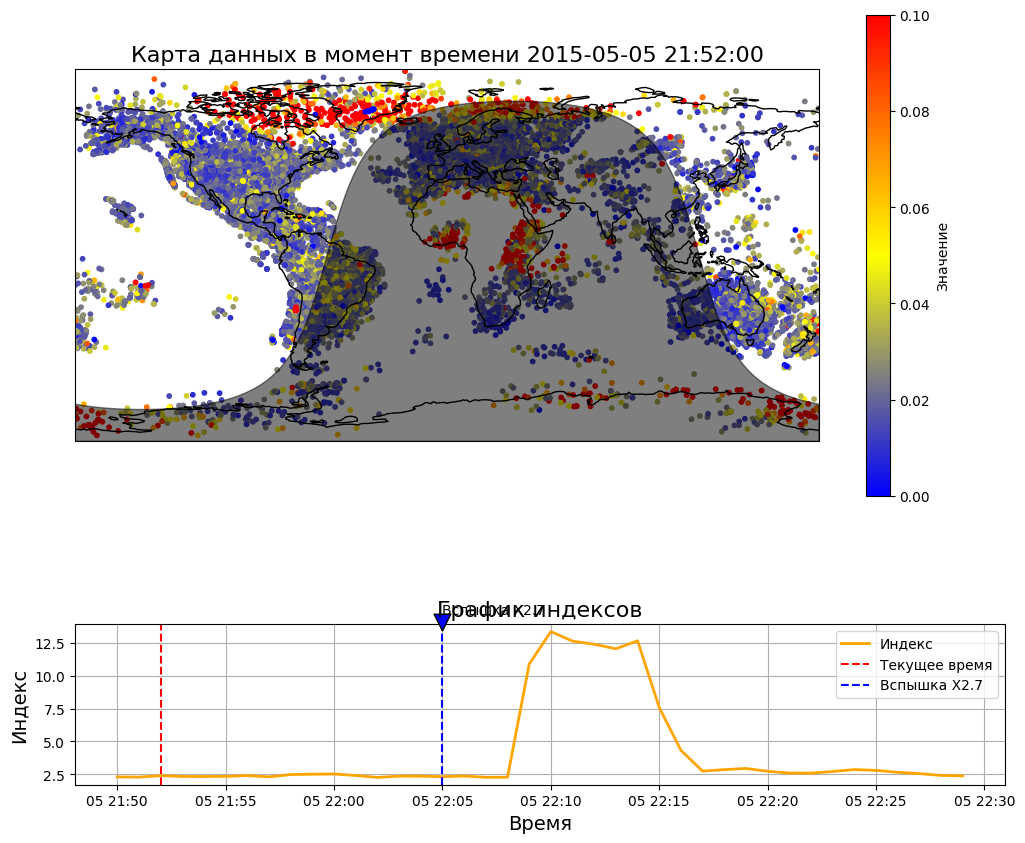 Карта данных в момент времени 2015-05-05 21:52:00
0.10
0.08
0.06
0.04
0.02
0.00
Значение
Вспышка X2.7
График индексов
12.5
10.0
7.5
5.0
2.5
Индекс
Индекс
Текущее время
Вспышка X2.7
05 21:50 05 21:55 05 22:00 05 22:05 05 22:10 05 22:15 05 22:20 05 22:25 05 22:30
Время